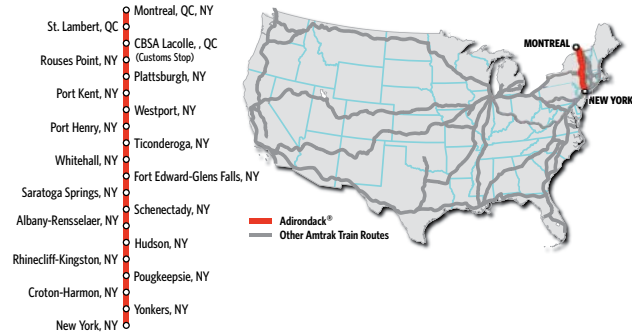 Montreal, QC, NY
St. Lambert, QC
CBSA Lacolle, , QC
(Customs Stop)
Rouses Point, NY
Plattsburgh, NY
Port Kent, NY
Westport, NY
Port Henry, NY
Ticonderoga, NY
Whitehall, NY
Fort Edward-Glens Falls, NY
Saratoga Springs, NY
Schenectady, NY
Albany-Rensselaer, NY
Hudson, NY
Rhinecliff-Kingston, NY
Pougkeepsie, NY
Croton-Harmon, NY
Yonkers, NY
New York, NY
MONTREAL
NEW YORK
Adirondack®
Other Amtrak Train Routes